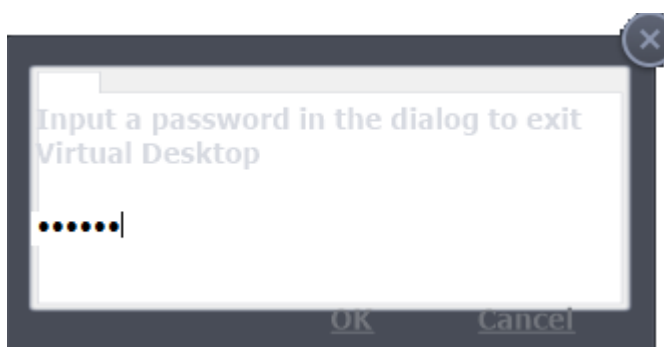 Input a password in the dialog to exit
Virtual Desktop
••••••
OK Cancel